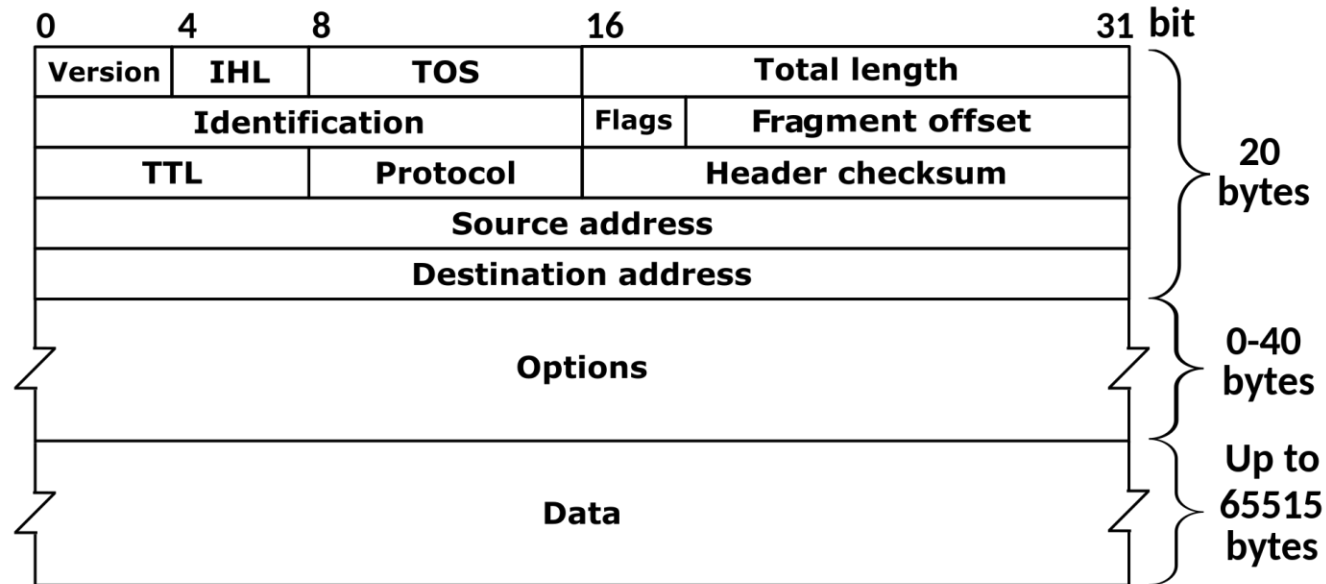 0 4 8 16 31 bit
Version IHL TOS Total length
Identification Flags Fragment offset
TTL Protocol Header checksum
20
bytes
Source address
Destination address
Options
0-40
bytes
Data
Up to
65515
bytes